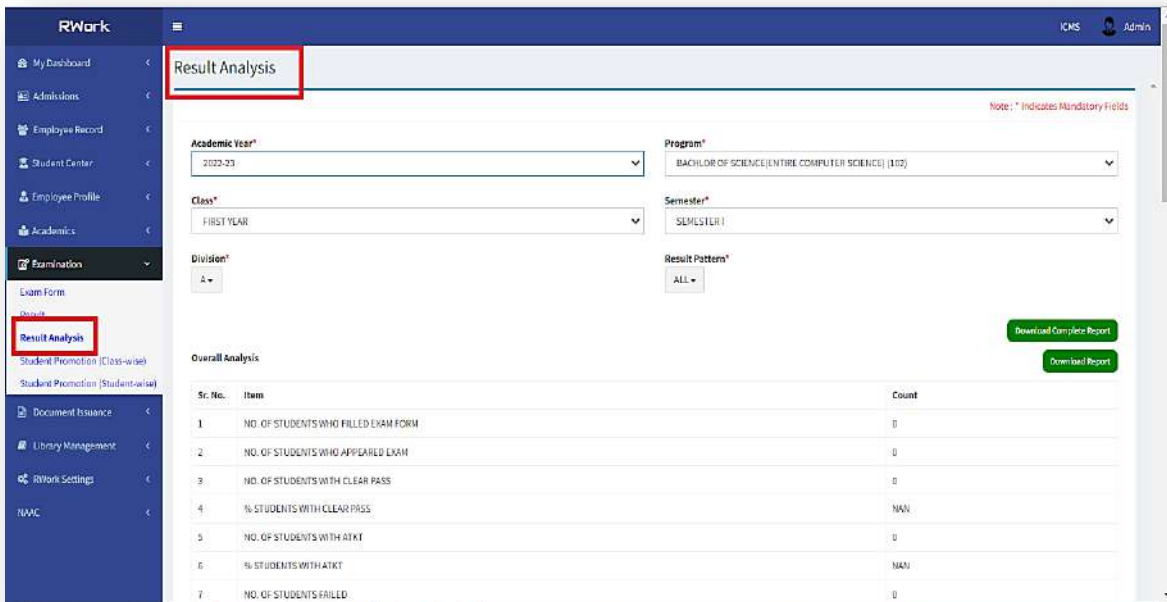 RWork
ICMS Admin
My Dashboard
Admissions
Employee Record
Student Center
Employee Profile
Academics
Examination
Exam Form
Result
Result Analysis
Student Promotion (Class-wise)
Student Promotion (Student-wise)
Document Issuance
Library Management
RWork Settings
NAAC
Result Analysis
Note : * Indicates Mandatory Fields
Academic Year* Program*
2022-23 BACHLOR OF SCIENCE(ENTIRE COMPUTER SCIENCE) (102)
Class* Semester*
FIRST YEAR SEMESTER I
Division* Result Pattern*
A ALL
Download Complete Report
Overall Analysis Download Report
Sr. No. Item Count
1 NO. OF STUDENTS WHO FILLED EXAM FORM 0
2 NO. OF STUDENTS WHO APPEARED EXAM 0
3 NO. OF STUDENTS WITH CLEAR PASS 0
4 % STUDENTS WITH CLEAR PASS NAN
5 NO. OF STUDENTS WITH ATKT 0
6 % STUDENTS WITH ATKT NAN
7 NO. OF STUDENTS FAILED 0